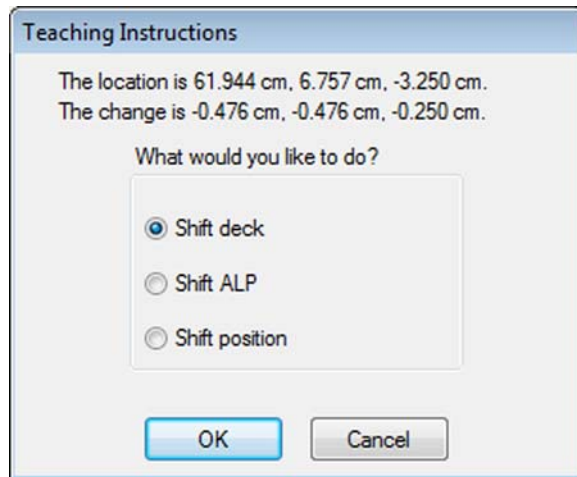 Teaching Instructions
The location is 61.944 cm, 6.757 cm, -3.250 cm.
The change is -0.476 cm, -0.476 cm, -0.250 cm.
What would you like to do?
Shift deck
Shift ALP
Shift position
OK Cancel